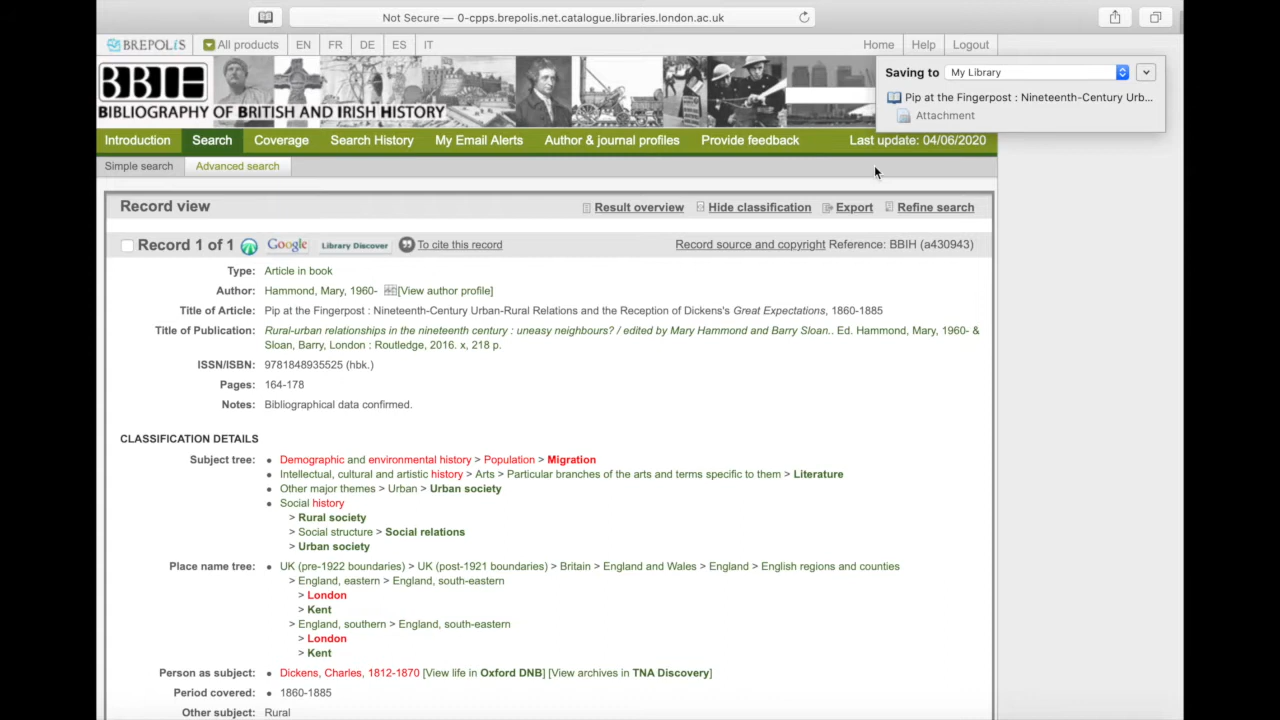 Not Secure — 0-cpps.brepolis.net.catalogue.libraries.london.ac.uk
BREPOLiS All products EN FR DE ES IT Home Help Logout
Saving to My Library
Pip at the Fingerpost : Nineteenth-Century Urb...
Attachment
BBIH
BIBLIOGRAPHY OF BRITISH AND IRISH HISTORY
Introduction Search Coverage Search History My Email Alerts Author & journal profiles Provide feedback Last update: 04/06/2020
Simple search Advanced search
Record view Result overview Hide classification Export Refine search
Record 1 of 1 Google Library Discover To cite this record Record source and copyright Reference: BBIH (a430943)
Type: Article in book
Author: Hammond, Mary, 1960- [View author profile]
Title of Article: Pip at the Fingerpost : Nineteenth-Century Urban-Rural Relations and the Reception of Dickens's Great Expectations, 1860-1885
Title of Publication: Rural-urban relationships in the nineteenth century : uneasy neighbours? / edited by Mary Hammond and Barry Sloan.. Ed. Hammond, Mary, 1960- &
Sloan, Barry, London : Routledge, 2016. x, 218 p.
ISSN/ISBN: 9781848935525 (hbk.)
Pages: 164-178
Notes: Bibliographical data confirmed.
CLASSIFICATION DETAILS
Subject tree: • Demographic and environmental history > Population > Migration
• Intellectual, cultural and artistic history > Arts > Particular branches of the arts and terms specific to them > Literature
• Other major themes > Urban > Urban society
• Social history
> Rural society
> Social structure > Social relations
> Urban society
Place name tree: • UK (pre-1922 boundaries) > UK (post-1921 boundaries) > Britain > England and Wales > England > English regions and counties
> England, eastern > England, south-eastern
> London
> Kent
> England, southern > England, south-eastern
> London
> Kent
Person as subject: • Dickens, Charles, 1812-1870 [View life in Oxford DNB] [View archives in TNA Discovery]
Period covered: • 1860-1885
Other subject: Rural